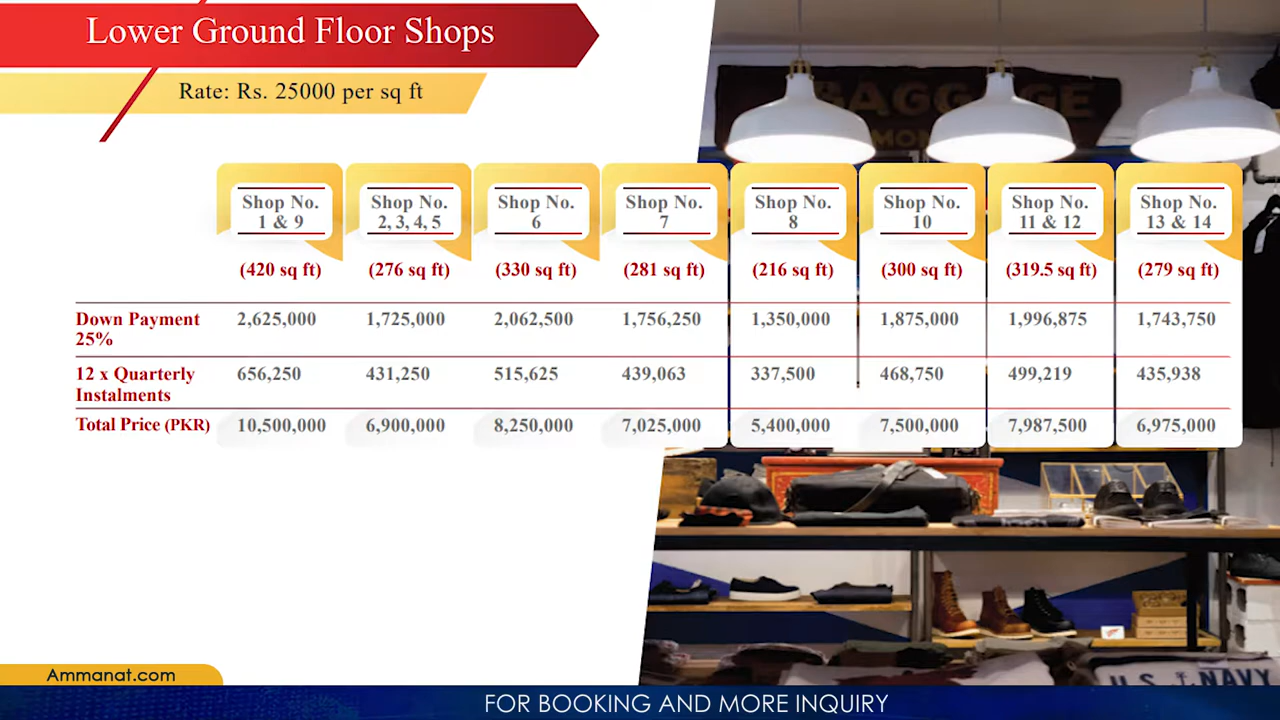 Lower Ground Floor Shops
Rate: Rs. 25000 per sq ft
BAGGAGE
Shop No. 1 & 9
Shop No. 2, 3, 4, 5
Shop No. 6
Shop No. 7
Shop No. 8
Shop No. 10
Shop No. 11 & 12
Shop No. 13 & 14
(420 sq ft) (276 sq ft) (330 sq ft) (281 sq ft) (216 sq ft) (300 sq ft) (319.5 sq ft) (279 sq ft)
Down Payment 25% 2,625,000 1,725,000 2,062,500 1,756,250 1,350,000 1,875,000 1,996,875 1,743,750
12 x Quarterly Instalments 656,250 431,250 515,625 439,063 337,500 468,750 499,219 435,938
Total Price (PKR) 10,500,000 6,900,000 8,250,000 7,025,000 5,400,000 7,500,000 7,987,500 6,975,000
U.S. NAVY
Ammanat.com
FOR BOOKING AND MORE INQUIRY